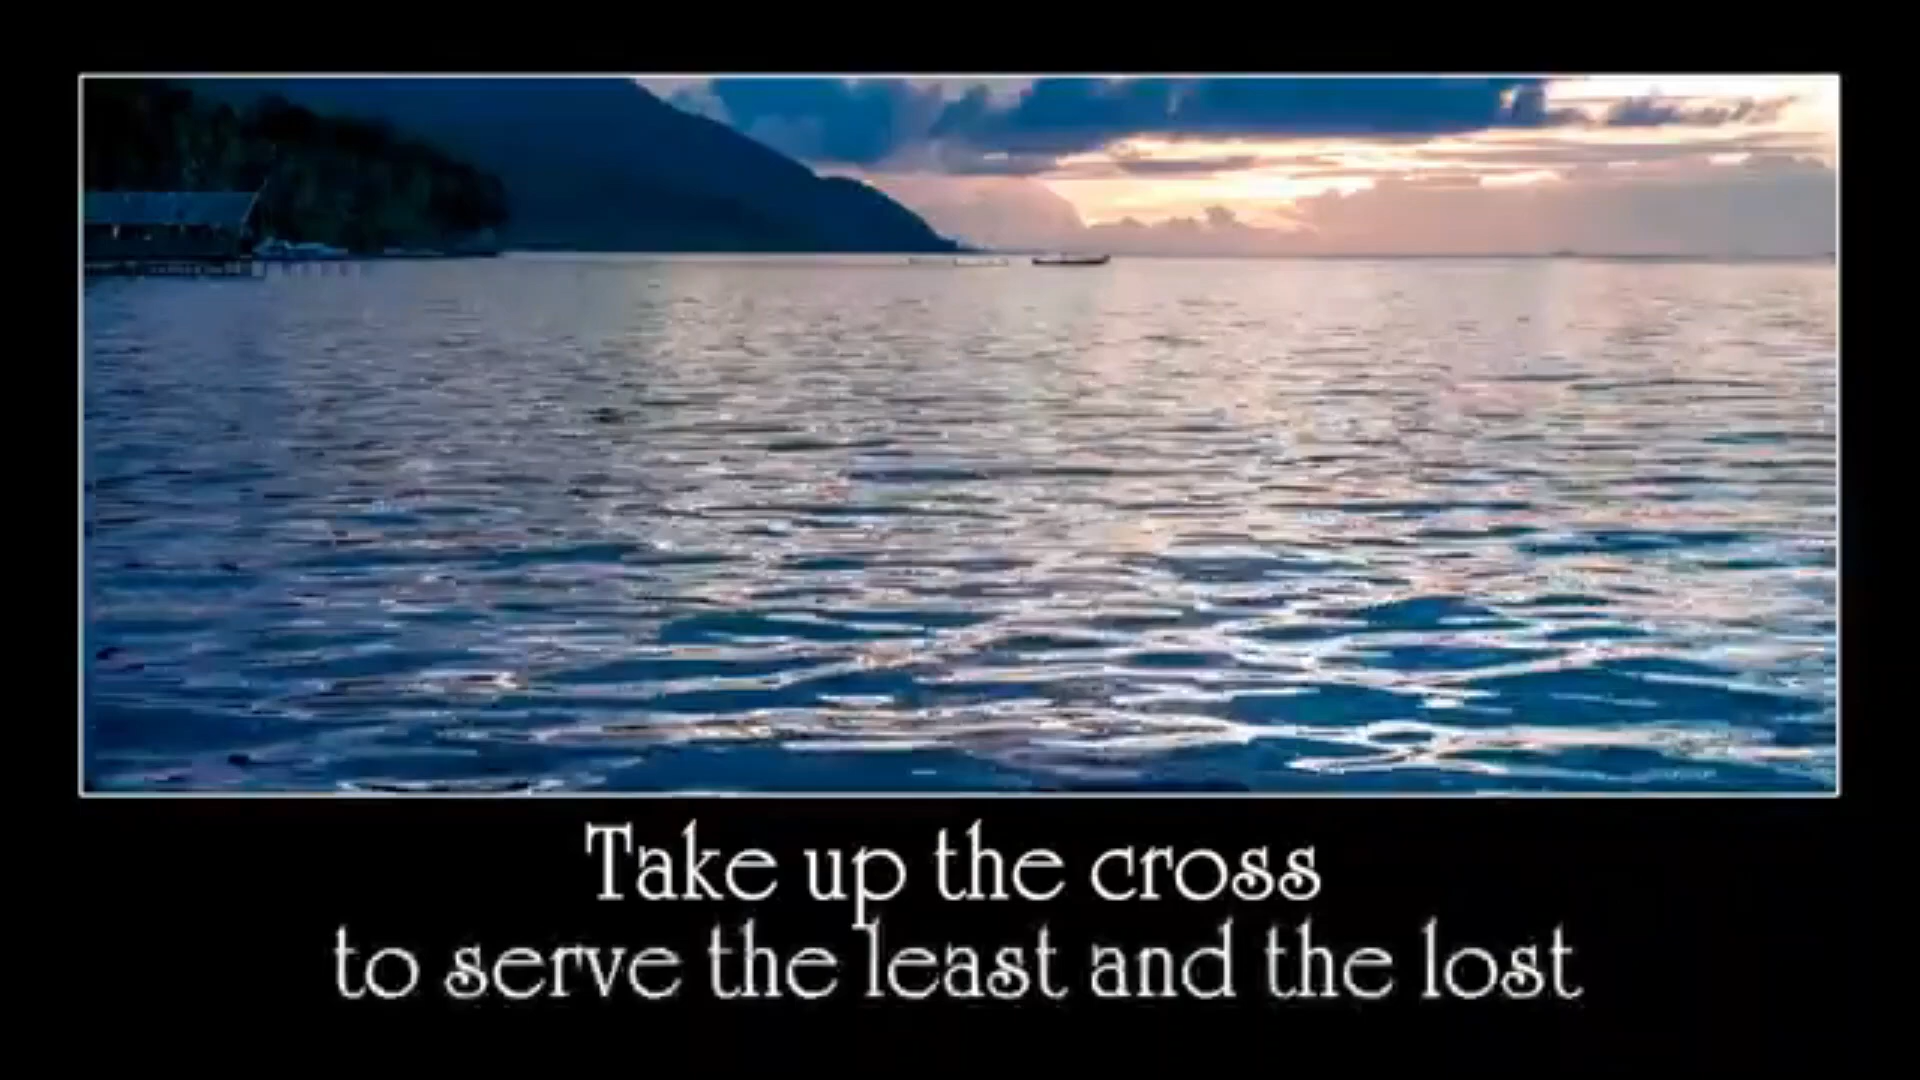 Take up the cross
to serve the least and the lost